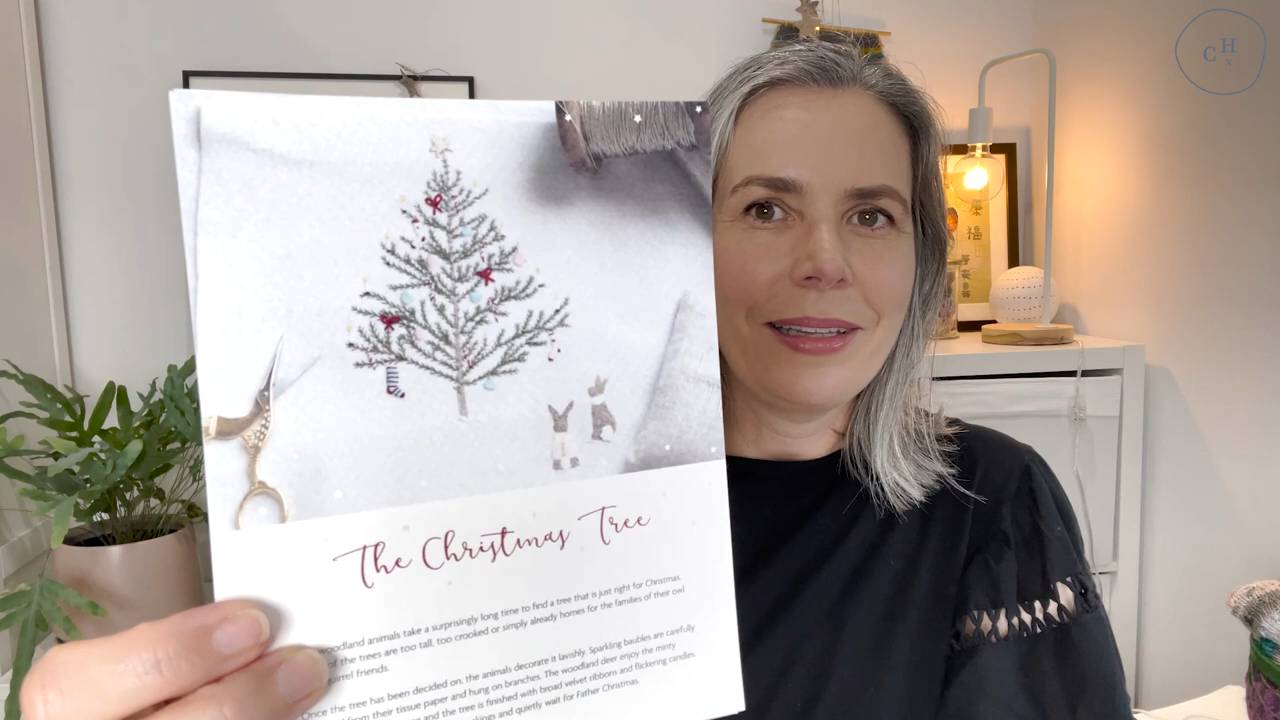 C H
x
康
福
The Christmas Tree
woodland animals take a surprisingly long time to find a tree that is just right for Christmas.
of the trees are too tall, too crooked or simply already homes for the families of their owl
friends.
Once the tree has been decided on, the animals decorate it lavishly. Sparkling baubles are carefully
from their tissue paper and hung on branches. The woodland deer enjoy the minty
and the tree is finished with broad velvet ribbons and flickering candles.
and quietly wait for Father Christmas.